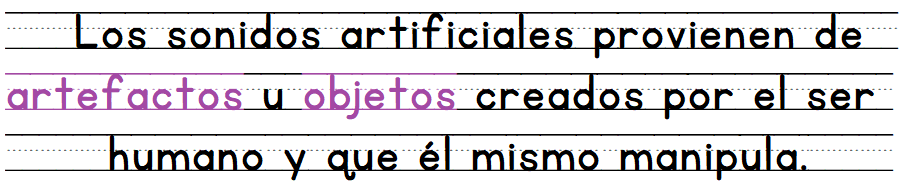 Los sonidos artificiales provienen de
artefactos u objetos creados por el ser
humano y que él mismo manipula.